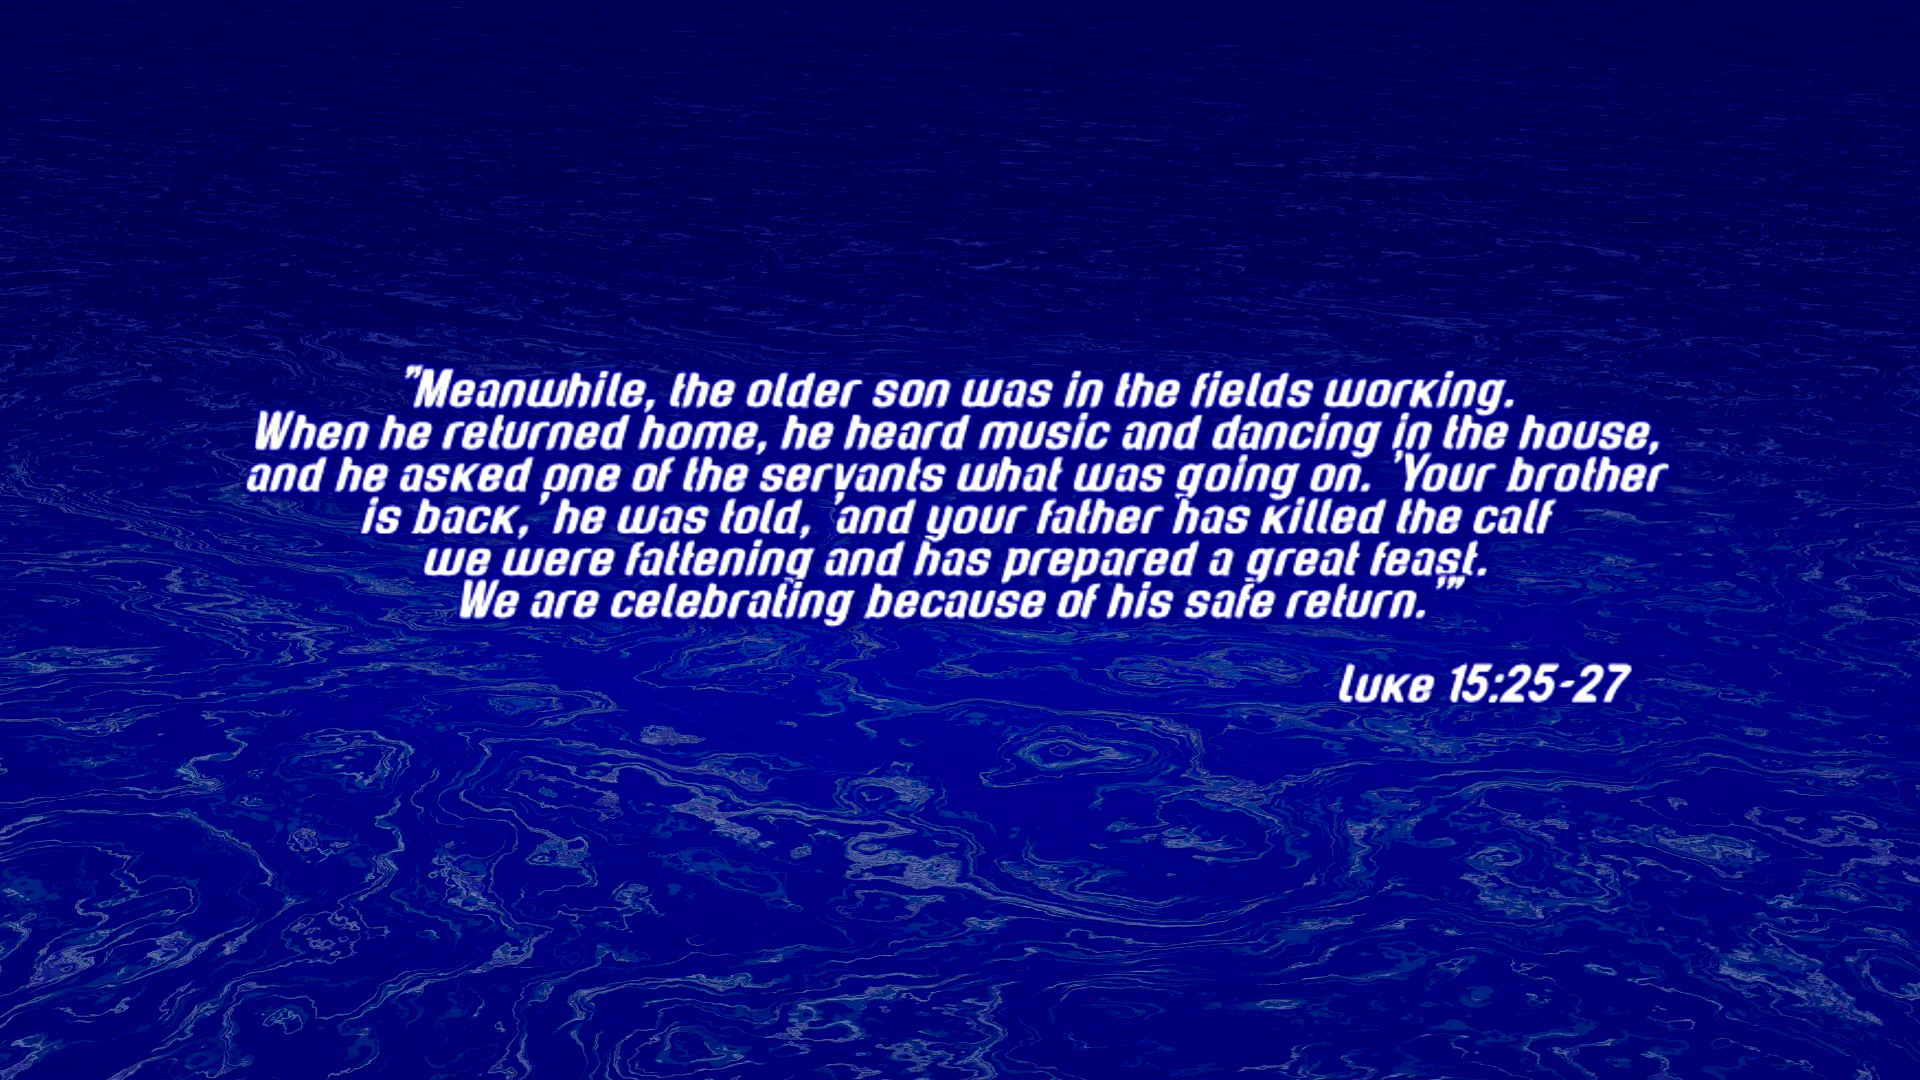 "Meanwhile, the older son was in the fields working.
When he returned home, he heard music and dancing in the house,
and he asked one of the servants what was going on. 'Your brother
is back,' he was told, 'and your father has killed the calf
we were fattening and has prepared a great feast.
We are celebrating because of his safe return.'"
Luke 15:25-27